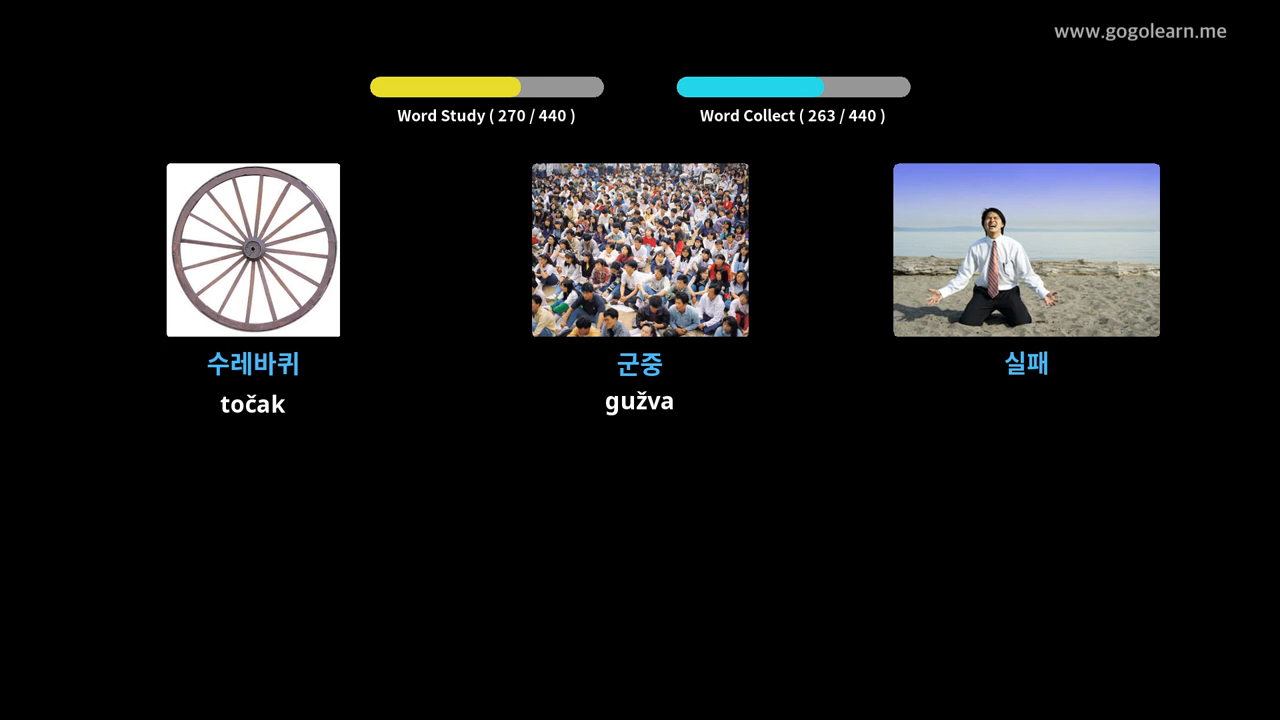 www.gogolearn.me
Word Study ( 270 / 440 )
Word Collect ( 263 / 440 )
수레바퀴
točak
군중
gužva
실패